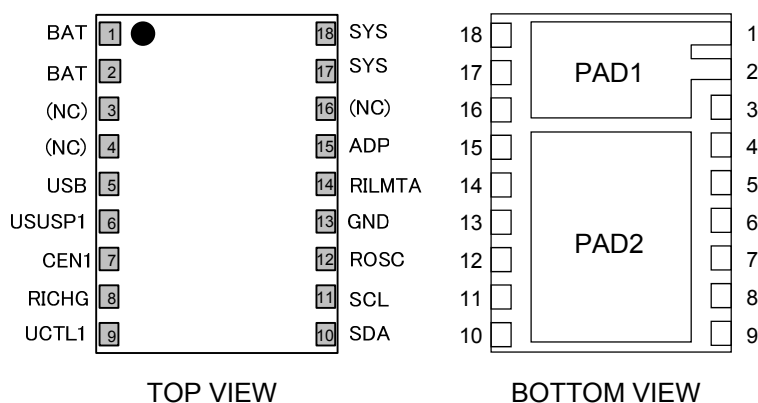 BAT 1 18 SYS
BAT 2 17 SYS
(NC) 3 16 (NC)
(NC) 4 15 ADP
USB 5 14 RILMTA
USUSP1 6 13 GND
CEN1 7 12 ROSC
RICHG 8 11 SCL
UCTL1 9 10 SDA
TOP VIEW
18 1
17 PAD1 2
16 3
15 4
14 5
13 PAD2 6
12 7
11 8
10 9
BOTTOM VIEW